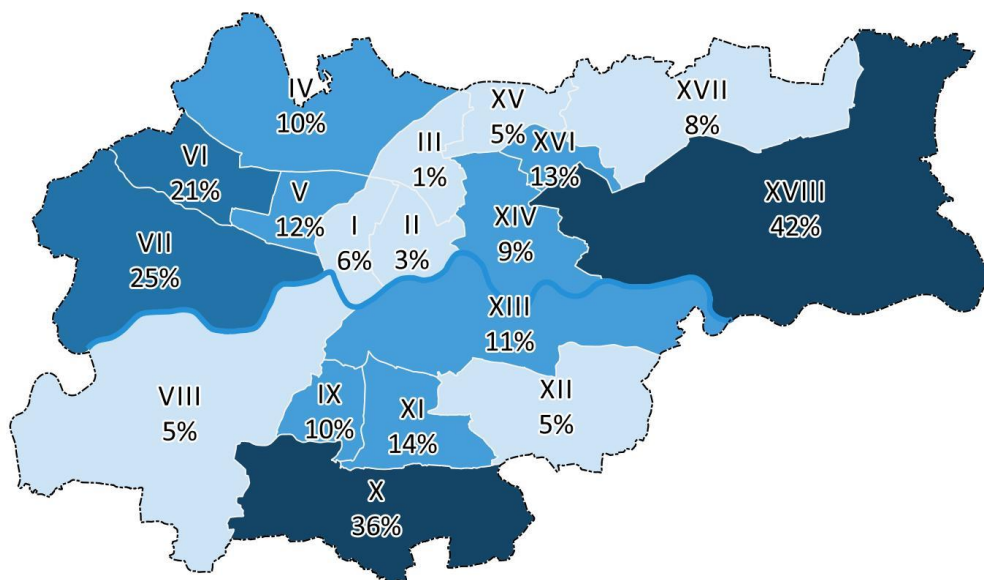 IV
10%
XV
5%
XVII
8%
III
1%
XVI
13%
VI
21%
V
12%
XVIII
42%
I
6%
II
3%
XIV
9%
VII
25%
XIII
11%
VIII
5%
IX
10%
XI
14%
XII
5%
X
36%